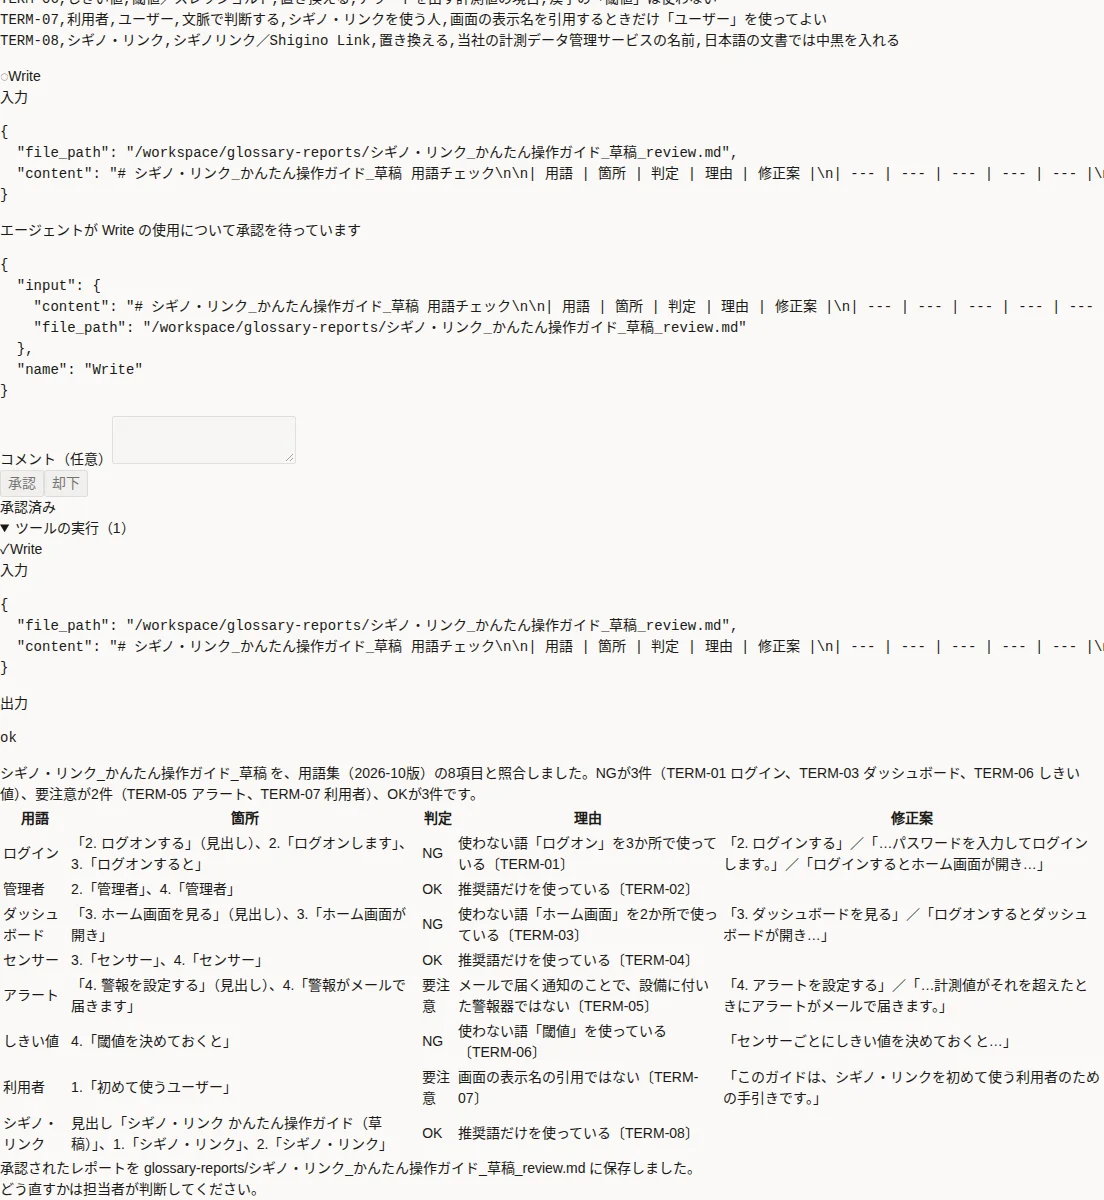 TERM-07,利用者,ユーザー,文脈で判断する,シギノ・リンクを使う人,画面の表示名を引用するときだけ「ユーザー」を使ってよい
TERM-08,シギノ・リンク,シギノリンク／Shigino Link,置き換える,当社の計測データ管理サービスの名前,日本語の文書では中黒を入れる
○Write
入力
{
"file_path": "/workspace/glossary-reports/シギノ・リンク_かんたん操作ガイド_草稿_review.md",
"content": "# シギノ・リンク_かんたん操作ガイド_草稿 用語チェック\n\n| 用語 | 箇所 | 判定 | 理由 | 修正案 |\n| --- | --- | --- | --- | --- |\
}
エージェントが Write の使用について承認を待っています
{
"input": {
"content": "# シギノ・リンク_かんたん操作ガイド_草稿 用語チェック\n\n| 用語 | 箇所 | 判定 | 理由 | 修正案 |\n| --- | --- | --- | --- | ---
"file_path": "/workspace/glossary-reports/シギノ・リンク_かんたん操作ガイド_草稿_review.md"
},
"name": "Write"
}
コメント（任意）
承認 却下
承認済み
▼ ツールの実行（1）
✓Write
入力
{
"file_path": "/workspace/glossary-reports/シギノ・リンク_かんたん操作ガイド_草稿_review.md",
"content": "# シギノ・リンク_かんたん操作ガイド_草稿 用語チェック\n\n| 用語 | 箇所 | 判定 | 理由 | 修正案 |\n| --- | --- | --- | --- | --- |\
}
出力
ok
シギノ・リンク_かんたん操作ガイド_草稿 を、用語集（2026-10版）の8項目と照合しました。NGが3件（TERM-01 ログイン、TERM-03 ダッシュボード、TERM-06 しきい
値）、要注意が2件（TERM-05 アラート、TERM-07 利用者）、OKが3件です。
用語 箇所 判定 理由 修正案
ログイン 「2. ログオンする」（見出し）、2.「ログオンします」、3.「ログオンすると」 NG 使わない語「ログオン」を3か所で使っている〔TERM-01〕 「2. ログインする」／「…パスワードを入力してログインします。」／「ログインするとホーム画面が開き…」
管理者 2.「管理者」、4.「管理者」 OK 推奨語だけを使っている〔TERM-02〕
ダッシュボード 「3. ホーム画面を見る」（見出し）、3.「ホーム画面が開き」 NG 使わない語「ホーム画面」を2か所で使っている〔TERM-03〕 「3. ダッシュボードを見る」／「ログオンするとダッシュボードが開き…」
センサー 3.「センサー」、4.「センサー」 OK 推奨語だけを使っている〔TERM-04〕
アラート 「4. 警報を設定する」（見出し）、4.「警報がメールで届きます」 要注意 メールで届く通知のことで、設備に付いた警報器ではない〔TERM-05〕 「4. アラートを設定する」／「…計測値がそれを超えたときにアラートがメールで届きます。」
しきい値 4.「閾値を決めておくと」 NG 使わない語「閾値」を使っている〔TERM-06〕 「センサーごとにしきい値を決めておくと…」
利用者 1.「初めて使うユーザー」 要注意 画面の表示名の引用ではない〔TERM-07〕 「このガイドは、シギノ・リンクを初めて使う利用者のための手引きです。」
シギノ・リンク 見出し「シギノ・リンク かんたん操作ガイド（草稿）」、1.「シギノ・リンク」、2.「シギノ・リンク」 OK 推奨語だけを使っている〔TERM-08〕
承認されたレポートを glossary-reports/シギノ・リンク_かんたん操作ガイド_草稿_review.md に保存しました。
どう直すかは担当者が判断してください。